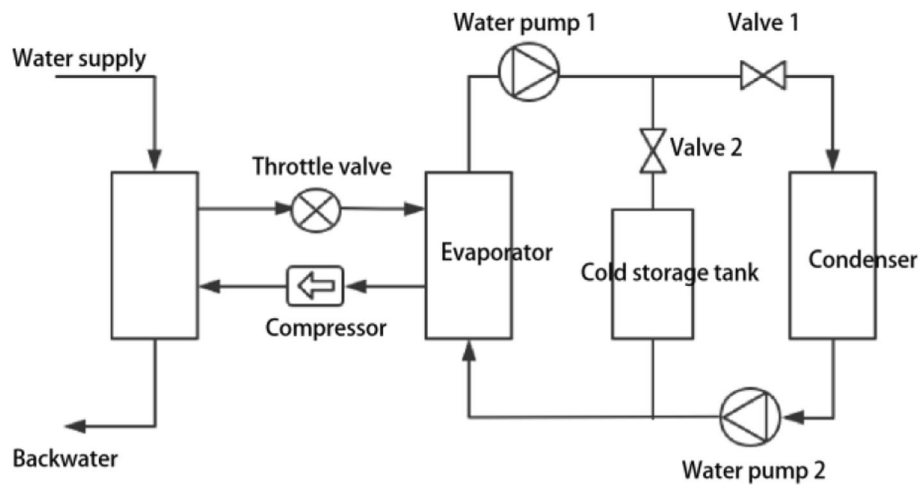 Water pump 1
Valve 1
Water supply
Valve 2
Throttle valve
Evaporator
Cold storage tank
Condenser
Compressor
Backwater
Water pump 2